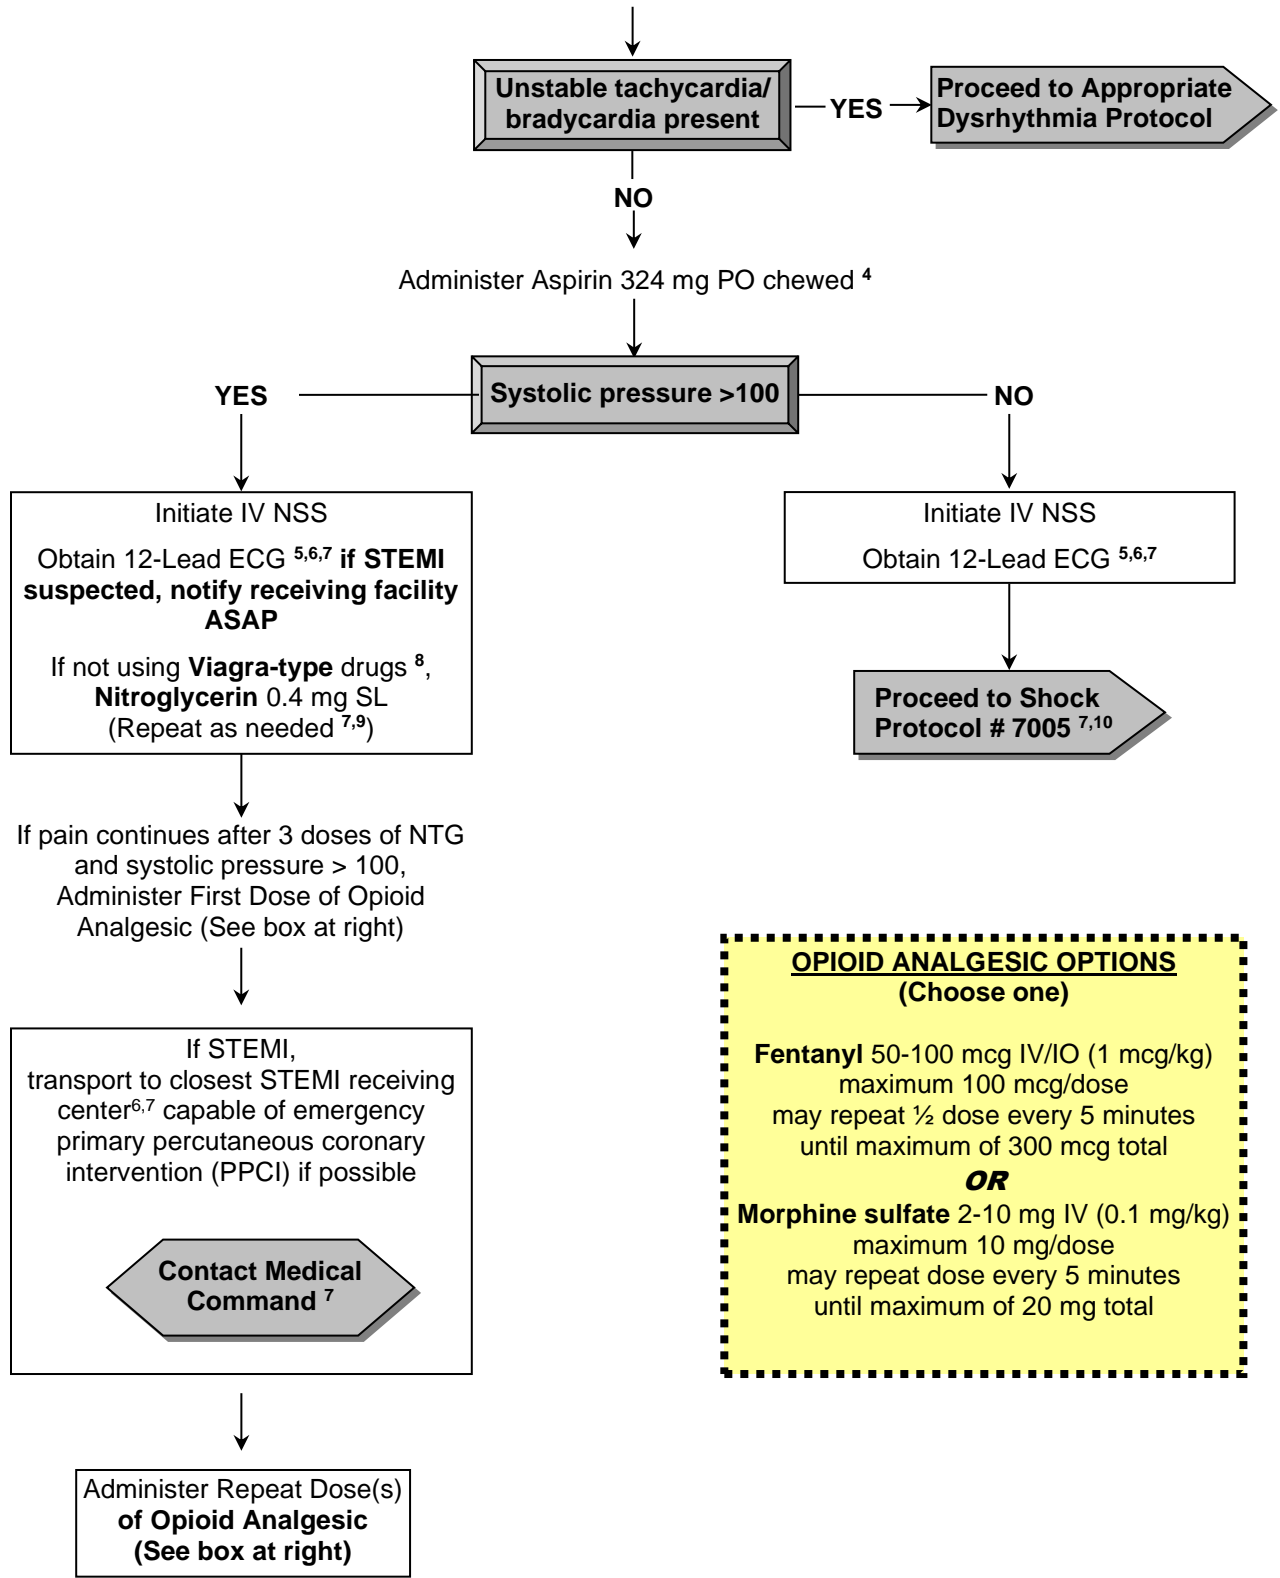 Unstable tachycardia/
bradycardia present
YES
Proceed to Appropriate
Dysrhythmia Protocol
NO
Administer Aspirin 324 mg PO chewed 4
YES
Systolic pressure >100
NO
Initiate IV NSS
Obtain 12-Lead ECG 5,6,7 if STEMI
suspected, notify receiving facility
ASAP
If not using Viagra-type drugs 8,
Nitroglycerin 0.4 mg SL
(Repeat as needed 7,9)
Initiate IV NSS
Obtain 12-Lead ECG 5,6,7
Proceed to Shock
Protocol # 7005 7,10
If pain continues after 3 doses of NTG
and systolic pressure > 100,
Administer First Dose of Opioid
Analgesic (See box at right)
If STEMI,
transport to closest STEMI receiving
center6,7 capable of emergency
primary percutaneous coronary
intervention (PPCI) if possible
Contact Medical
Command 7
Administer Repeat Dose(s)
of Opioid Analgesic
(See box at right)
OPIOID ANALGESIC OPTIONS
(Choose one)
Fentanyl 50-100 mcg IV/IO (1 mcg/kg)
maximum 100 mcg/dose
may repeat ½ dose every 5 minutes
until maximum of 300 mcg total
OR
Morphine sulfate 2-10 mg IV (0.1 mg/kg)
maximum 10 mg/dose
may repeat dose every 5 minutes
until maximum of 20 mg total